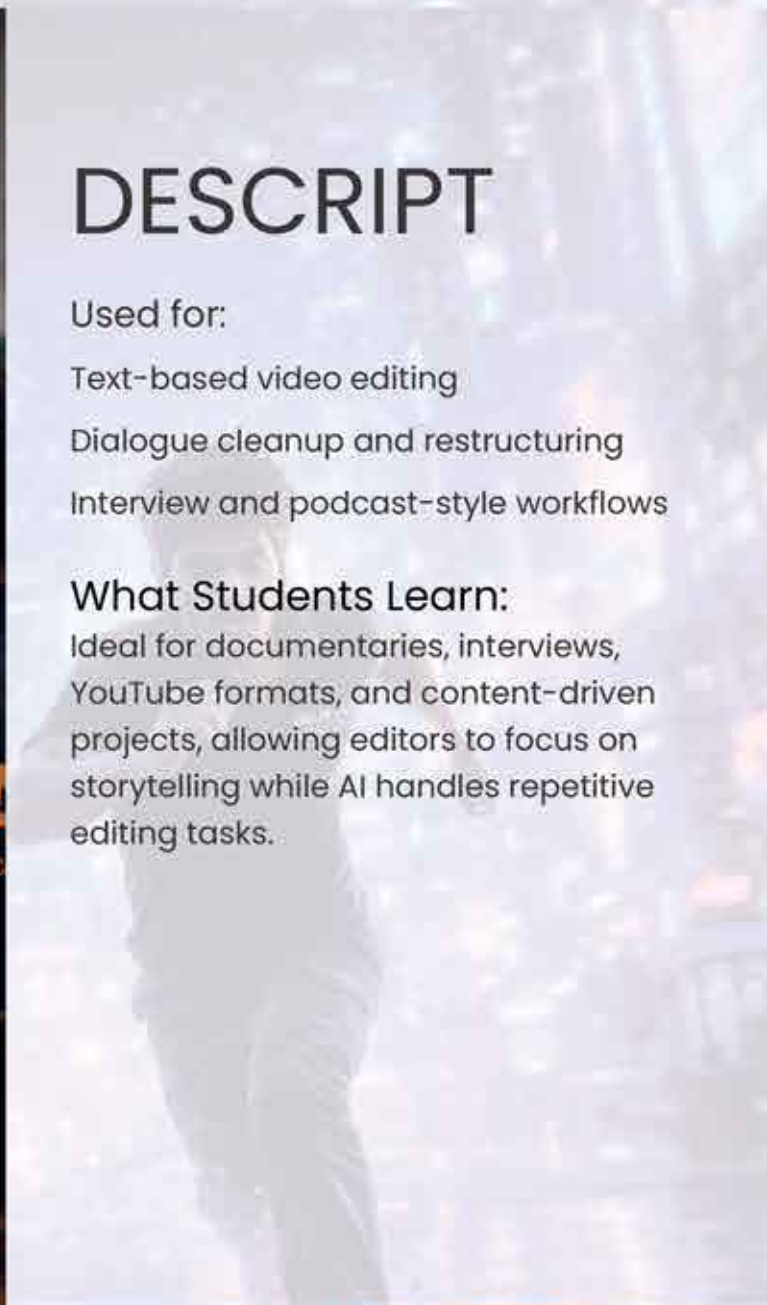 DESCRIPT
Used for:
Text-based video editing
Dialogue cleanup and restructuring
Interview and podcast-style workflows
What Students Learn:
Ideal for documentaries, interviews,
YouTube formats, and content-driven
projects, allowing editors to focus on
storytelling while AI handles repetitive
editing tasks.